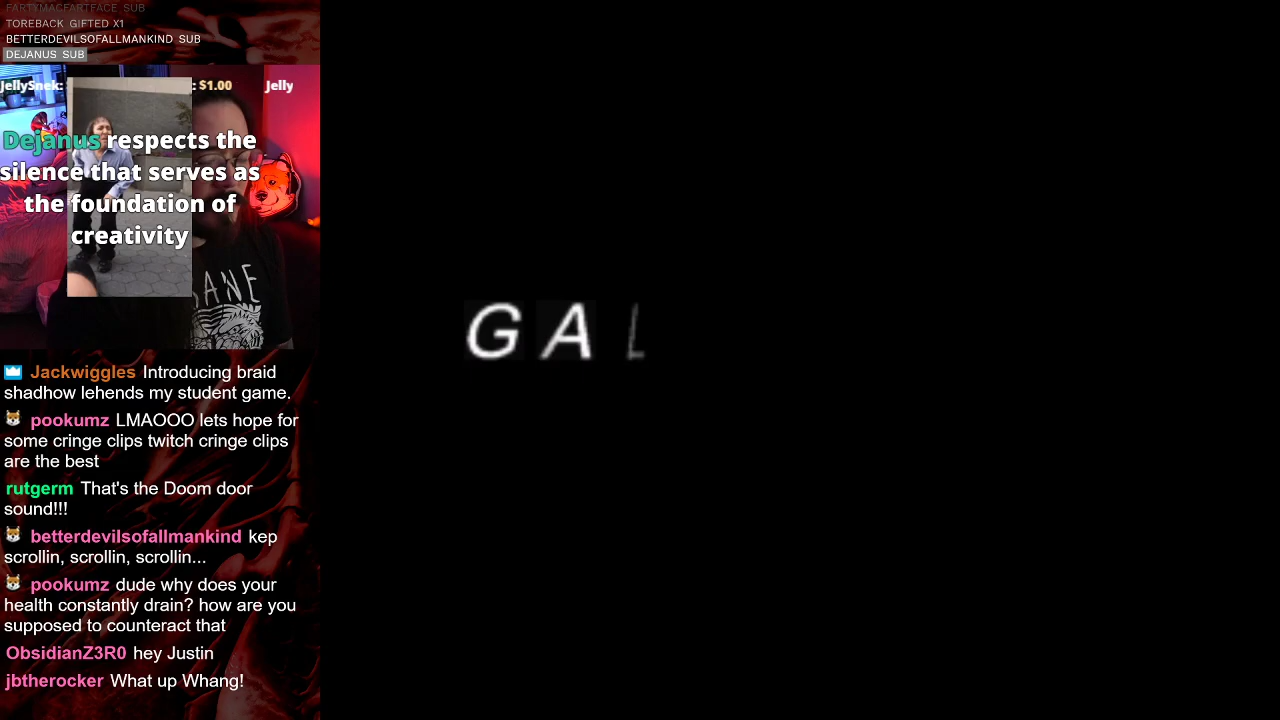 FARTYMACFARTFACE SUB
TOREBACK GIFTED X1
BETTERDEVILSOFALLMANKIND SUB
DEJANUS SUB
JellySnek: : $1.00 Jelly
Dejanus respects the
silence that serves as
the foundation of
creativity
ANE
G A L
Jackwiggles Introducing braid
shadhow lehends my student game.
pookumz LMAOOO lets hope for
some cringe clips twitch cringe clips
are the best
rutgerm That's the Doom door
sound!!!
betterdevilsofallmankind kep
scrollin, scrollin, scrollin...
pookumz dude why does your
health constantly drain? how are you
supposed to counteract that
ObsidianZ3R0 hey Justin
jbtherocker What up Whang!